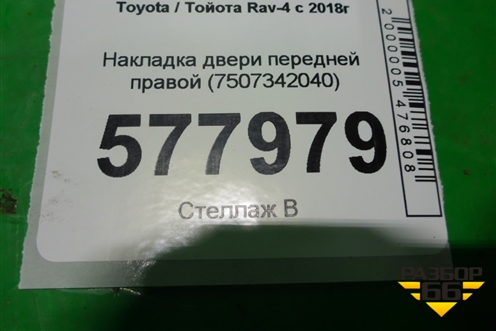 Toyota / Тойота Rav-4 с 2018г
Накладка двери передней
правой (7507342040)
577979
Стеллаж В
2000005476808
РАЗБОР
66